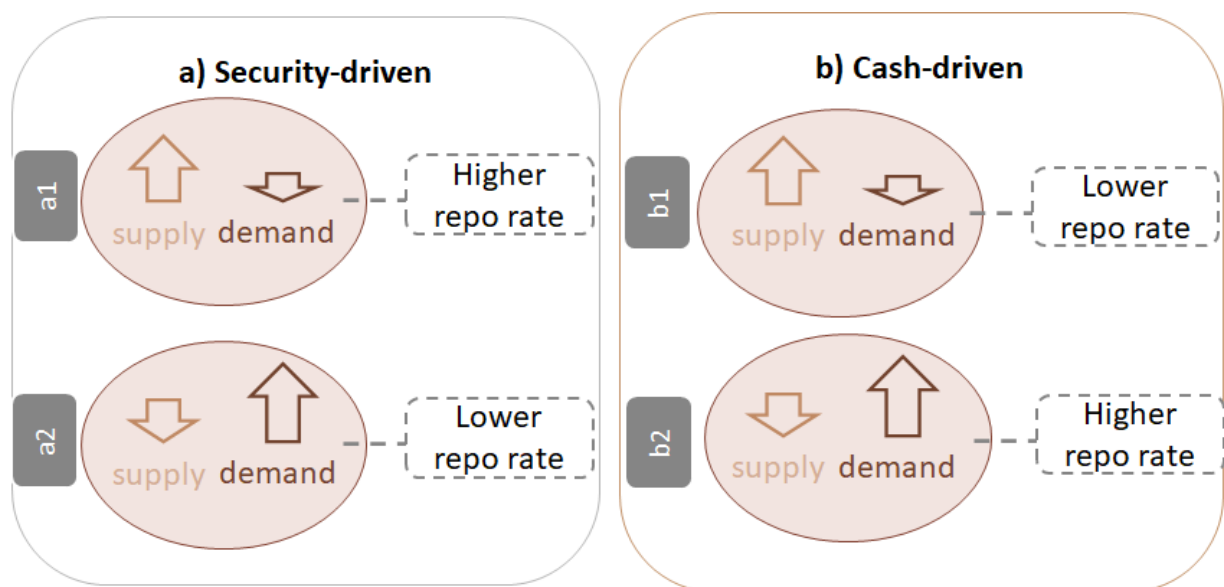 a) Security-driven
a1
supply demand
Higher
repo rate
a2
supply demand
Lower
repo rate
b) Cash-driven
b1
supply demand
Lower
repo rate
b2
supply demand
Higher
repo rate